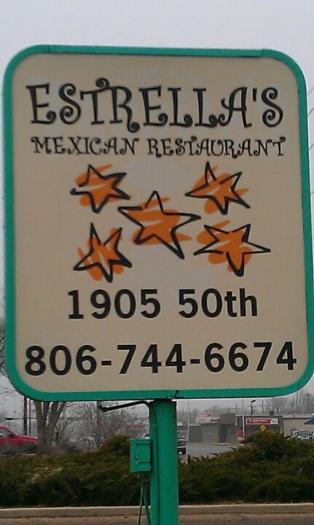 ESTRELLA'S
MEXICAN RESTAURANT
1905 50th
806-744-6674